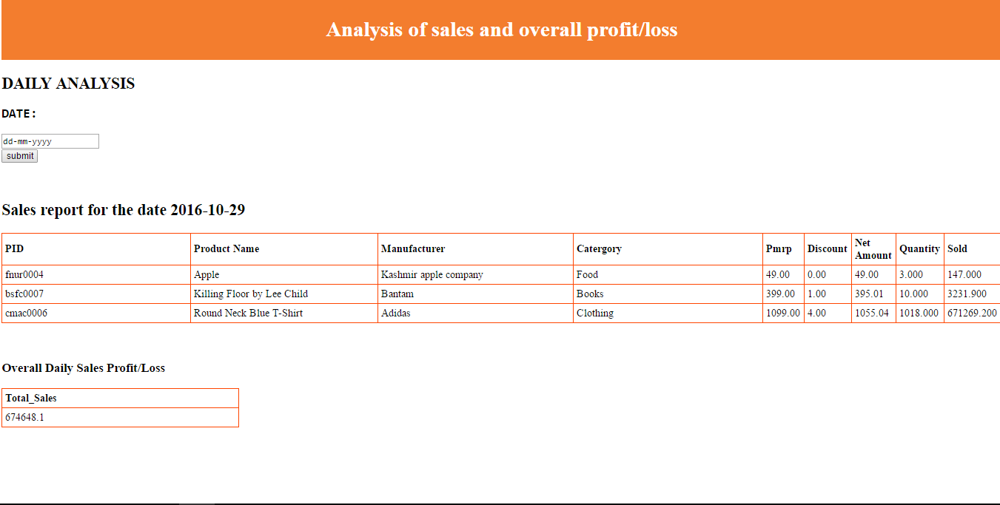 Analysis of sales and overall profit/loss
DAILY ANALYSIS
DATE:
dd-mm-yyyy
submit
Sales report for the date 2016-10-29
PID Product Name Manufacturer Catergory Pmrp Discount Net Amount Quantity Sold
fnur0004 Apple Kashmir apple company Food 49.00 0.00 49.00 3.000 147.000
bsfc0007 Killing Floor by Lee Child Bantam Books 399.00 1.00 395.01 10.000 3231.900
cmac0006 Round Neck Blue T-Shirt Adidas Clothing 1099.00 4.00 1055.04 1018.000 671269.200
Overall Daily Sales Profit/Loss
Total_Sales
674648.1